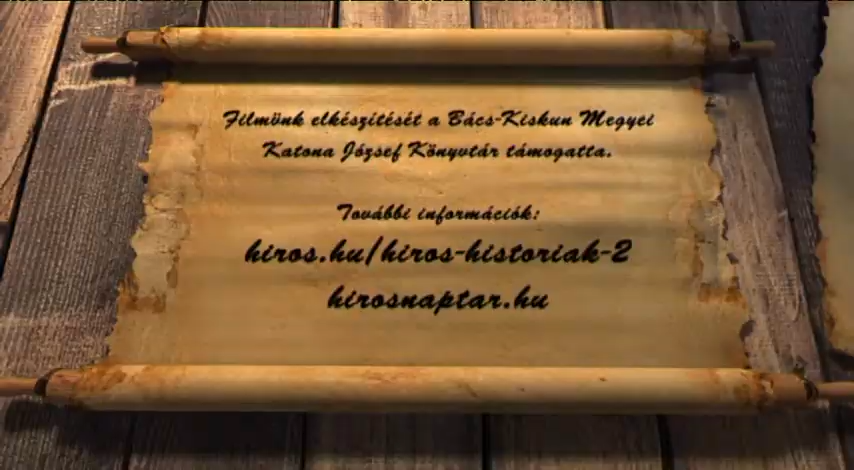 Filmünk elkészítését a Bács-Kiskun Megyei
Katona József Könyvtár támogatta.
További információk:
hiros.hu/hiros-historiak-2
hirosnaptar.hu